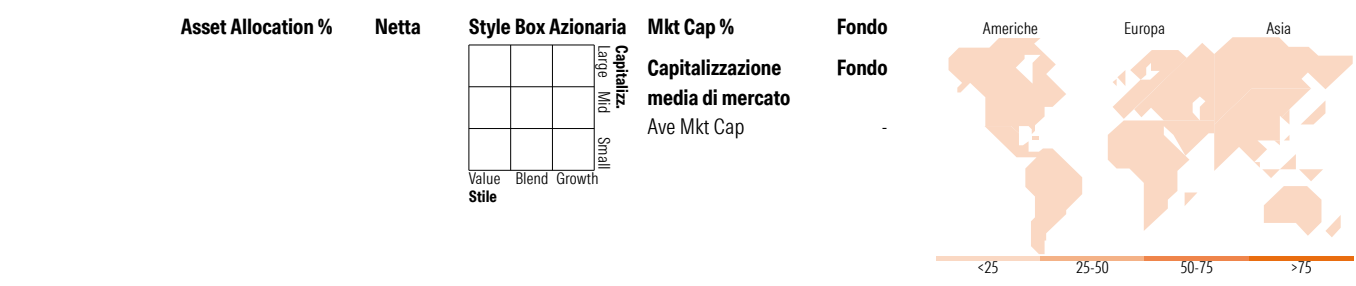 Asset Allocation % Netta
Style Box Azionaria
Large Mid Small
Capitalizz.
Value Blend Growth
Stile
Mkt Cap % Fondo
Capitalizzazione Fondo
media di mercato
Ave Mkt Cap -
Americhe Europa Asia
<25 25-50 50-75 >75